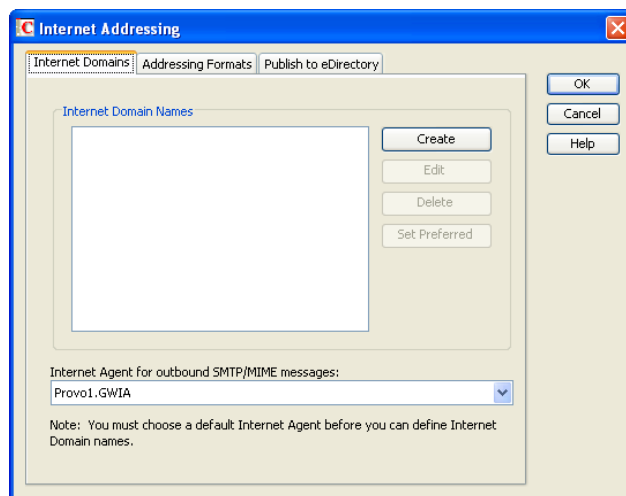 Internet Addressing
Internet Domains Addressing Formats Publish to eDirectory
OK
Cancel
Help
Internet Domain Names
Create
Edit
Delete
Set Preferred
Internet Agent for outbound SMTP/MIME messages:
Provo1.GWIA
Note: You must choose a default Internet Agent before you can define Internet
Domain names.